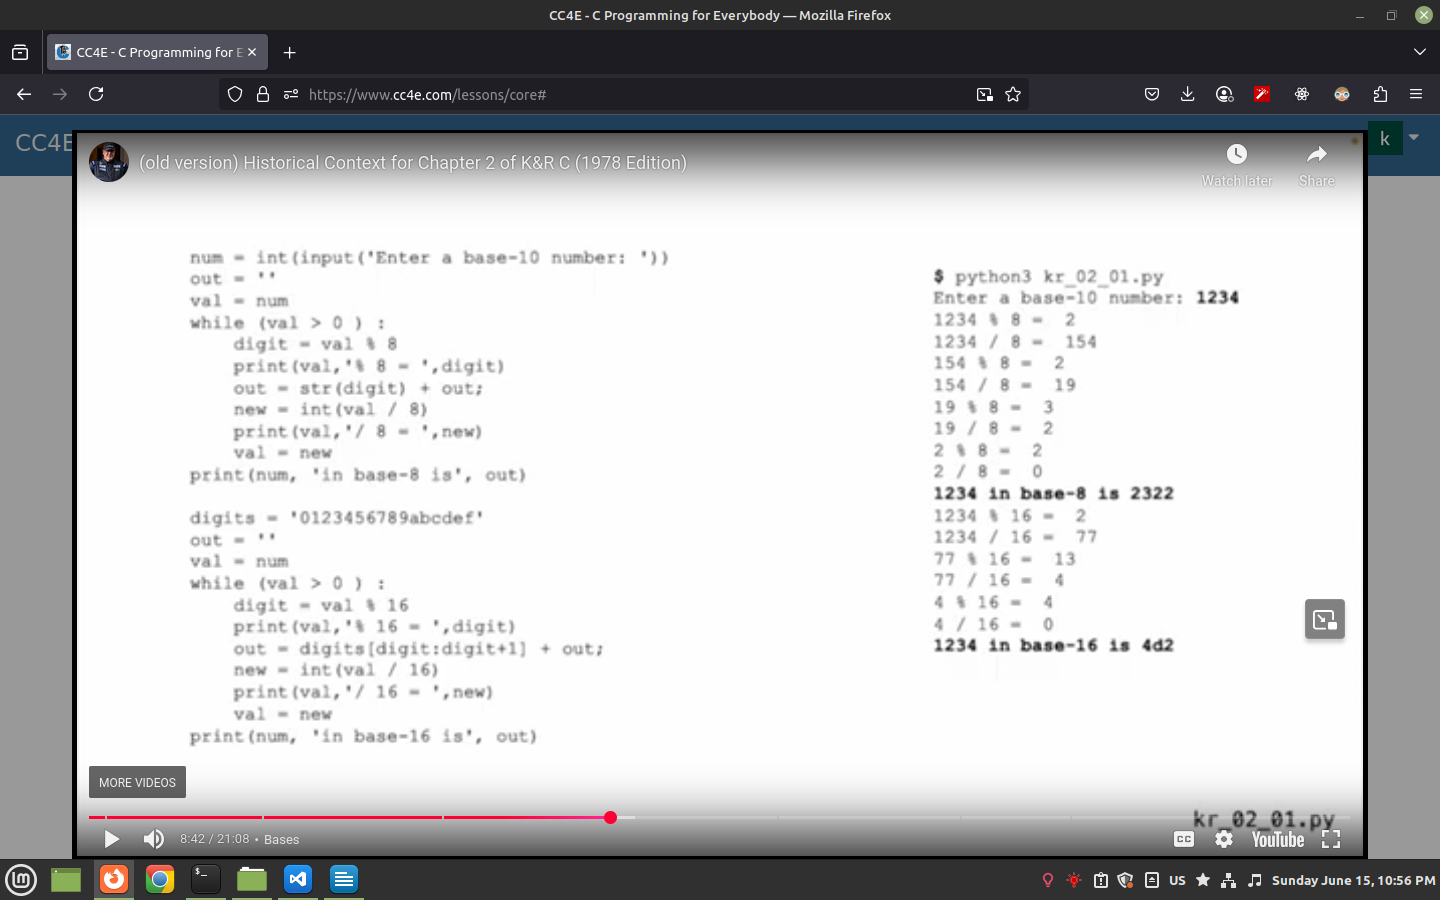 CC4E - C Programming for Everybody — Mozilla Firefox
CC4E - C Programming for E
https://www.cc4e.com/lessons/core#
CC4E
k
(old version) Historical Context for Chapter 2 of K&R C (1978 Edition)
Watch later
Share
num = int(input('Enter a base-10 number: '))
out = ''
val = num
while (val > 0 ) :
    digit = val % 8
    print(val,'% 8 = ',digit)
    out = str(digit) + out;
    new = int(val / 8)
    print(val,'/ 8 = ',new)
    val = new
print(num, 'in base-8 is', out)
digits = '0123456789abcdef'
out = ''
val = num
while (val > 0 ) :
    digit = val % 16
    print(val,'% 16 = ',digit)
    out = digits[digit:digit+1] + out;
    new = int(val / 16)
    print(val,'/ 16 = ',new)
    val = new
print(num, 'in base-16 is', out)
$ python3 kr_02_01.py
Enter a base-10 number: 1234
1234 % 8 =  2
1234 / 8 =  154
154 % 8 =  2
154 / 8 =  19
19 % 8 =  3
19 / 8 =  2
2 % 8 =  2
2 / 8 =  0
1234 in base-8 is 2322
1234 % 16 =  2
1234 / 16 =  77
77 % 16 =  13
77 / 16 =  4
4 % 16 =  4
4 / 16 =  0
1234 in base-16 is 4d2
MORE VIDEOS
kr_02_01.py
8:42 / 21:08 • Bases
CC
YouTube
US
Sunday June 15, 10:56 PM